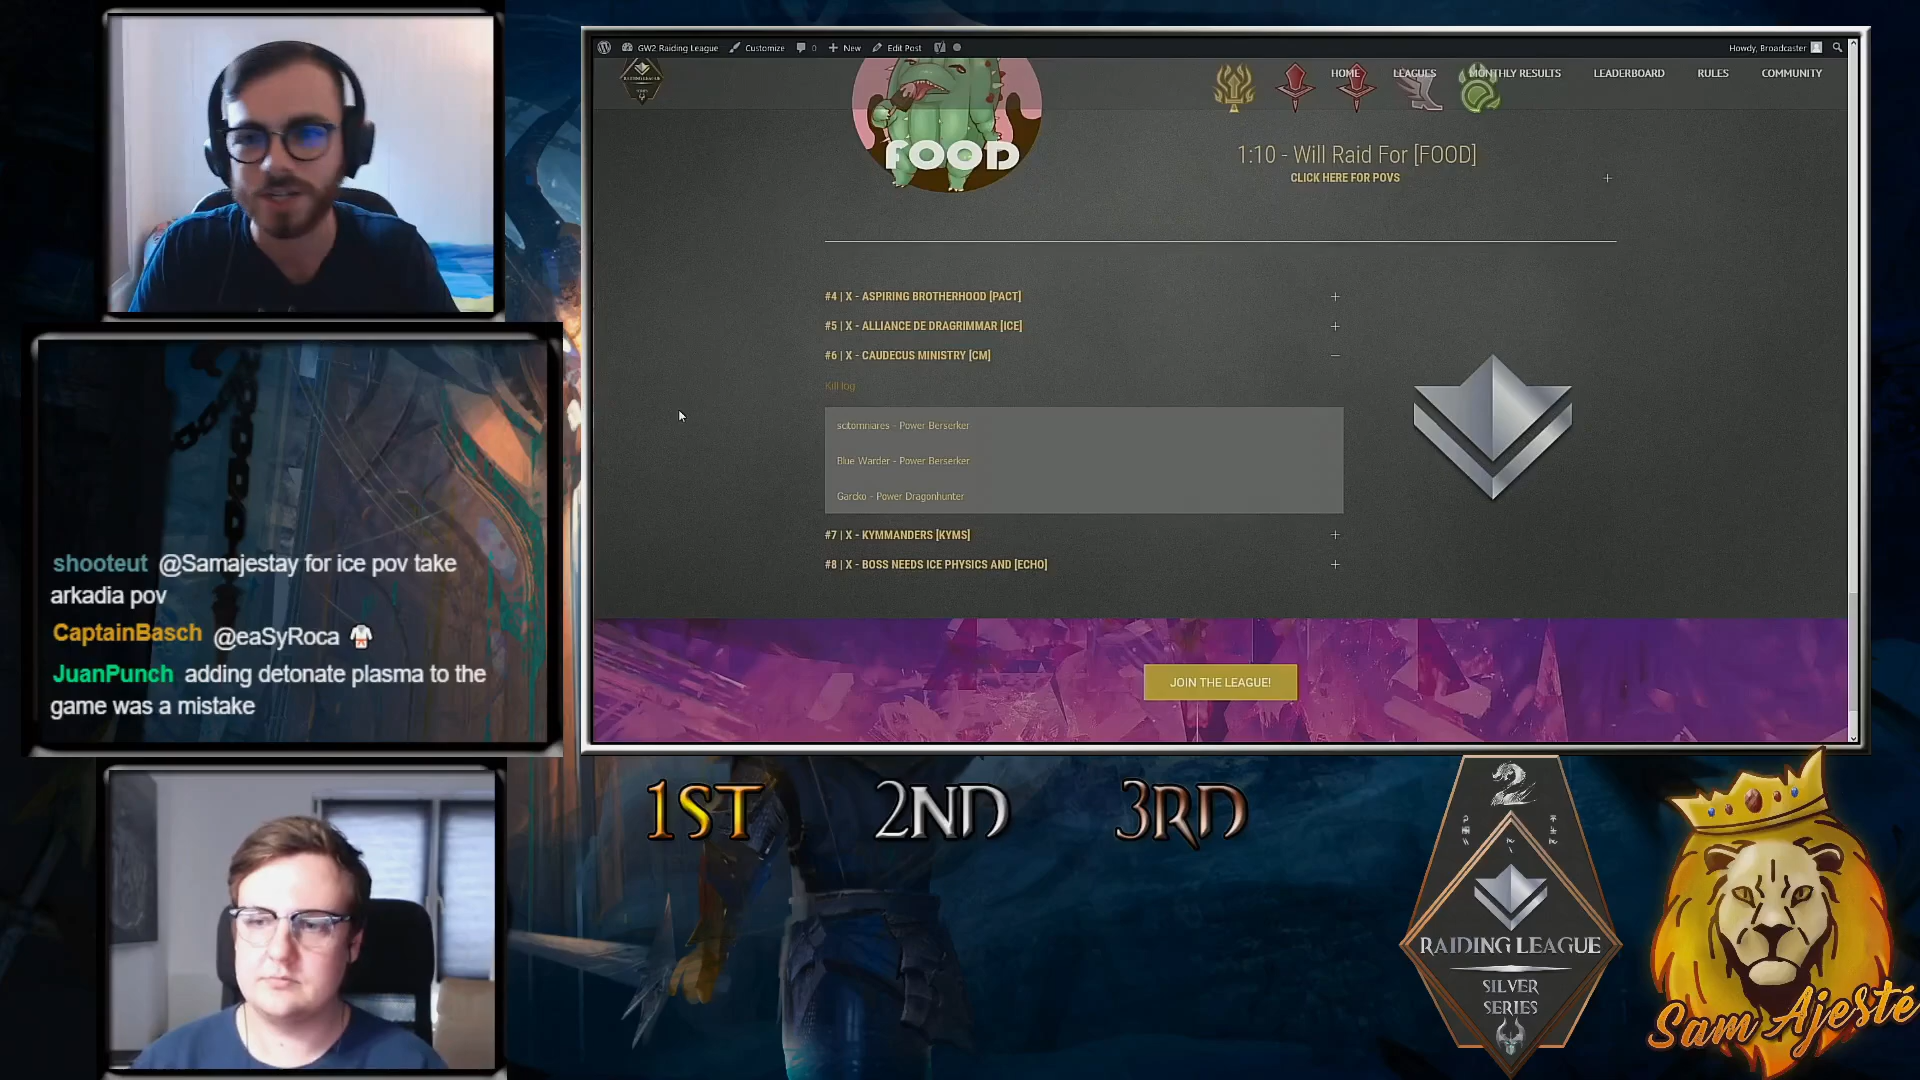 GW2 Raiding League Customize 0 + New Edit Post Howdy, Broadcaster
HOME LEAGUES MONTHLY RESULTS LEADERBOARD RULES COMMUNITY
FOOD
1:10 - Will Raid For [FOOD]
CLICK HERE FOR POVS +
#4 | X - ASPIRING BROTHERHOOD [PACT] +
#5 | X - ALLIANCE DE DRAGRIMMAR [ICE] +
#6 | X - CAUDECUS MINISTRY [CM] —
Kill log
scitomnares - Power Berserker
Blue Warder - Power Berserker
Garcko - Power Dragonhunter
#7 | X - KYMMANDERS [KYMS] +
#8 | X - BOSS NEEDS ICE PHYSICS AND [ECHO] +
JOIN THE LEAGUE!
shooteut @Samajestay for ice pov take
arkadia pov
CaptainBasch @eaSyRoca
JuanPunch adding detonate plasma to the
game was a mistake
1ST 2ND 3RD
RAIDING LEAGUE
SILVER
SERIES
Sam Ajesté